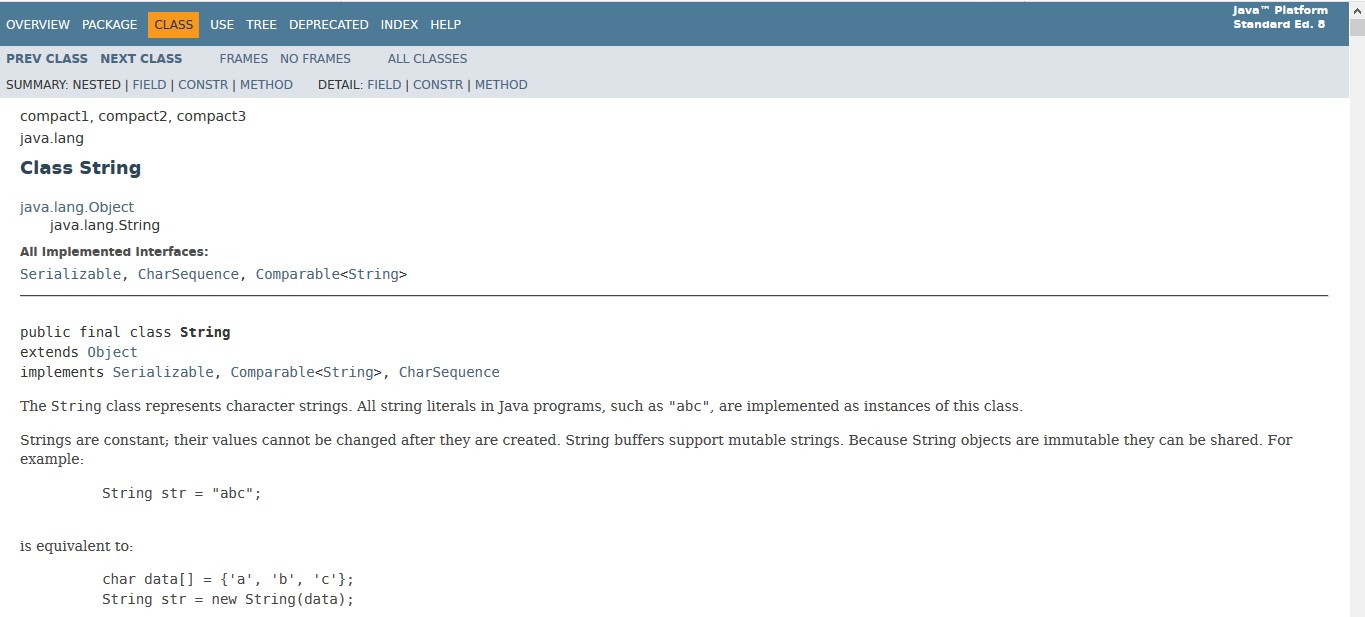 OVERVIEW PACKAGE CLASS USE TREE DEPRECATED INDEX HELP
Java™ Platform
Standard Ed. 8
PREV CLASS NEXT CLASS FRAMES NO FRAMES ALL CLASSES
SUMMARY: NESTED | FIELD | CONSTR | METHOD DETAIL: FIELD | CONSTR | METHOD
compact1, compact2, compact3
java.lang
Class String
java.lang.Object
java.lang.String
All Implemented Interfaces:
Serializable, CharSequence, Comparable<String>
public final class String
extends Object
implements Serializable, Comparable<String>, CharSequence
The String class represents character strings. All string literals in Java programs, such as "abc", are implemented as instances of this class.
Strings are constant; their values cannot be changed after they are created. String buffers support mutable strings. Because String objects are immutable they can be shared. For
example:
String str = "abc";
is equivalent to:
char data[] = {'a', 'b', 'c'};
String str = new String(data);